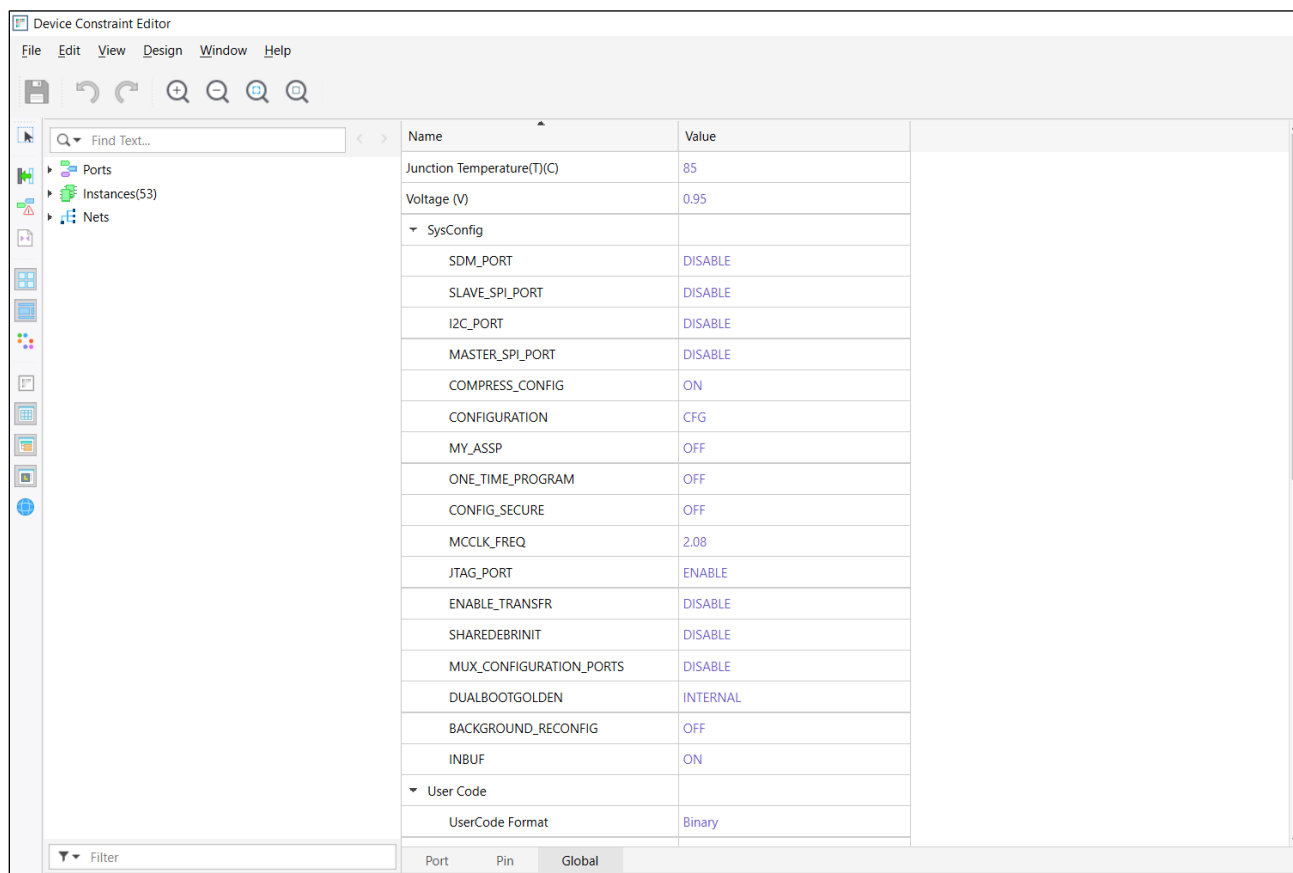 Device Constraint Editor
File Edit View Design Window Help
Find Text...
Ports
Instances(53)
Nets
Filter
Name Value
Junction Temperature(T)(C) 85
Voltage (V) 0.95
SysConfig
SDM_PORT DISABLE
SLAVE_SPI_PORT DISABLE
I2C_PORT DISABLE
MASTER_SPI_PORT DISABLE
COMPRESS_CONFIG ON
CONFIGURATION CFG
MY_ASSP OFF
ONE_TIME_PROGRAM OFF
CONFIG_SECURE OFF
MCCLK_FREQ 2.08
JTAG_PORT ENABLE
ENABLE_TRANSFR DISABLE
SHAREDEBRINIT DISABLE
MUX_CONFIGURATION_PORTS DISABLE
DUALBOOTGOLDEN INTERNAL
BACKGROUND_RECONFIG OFF
INBUF ON
User Code
UserCode Format Binary
Port Pin Global